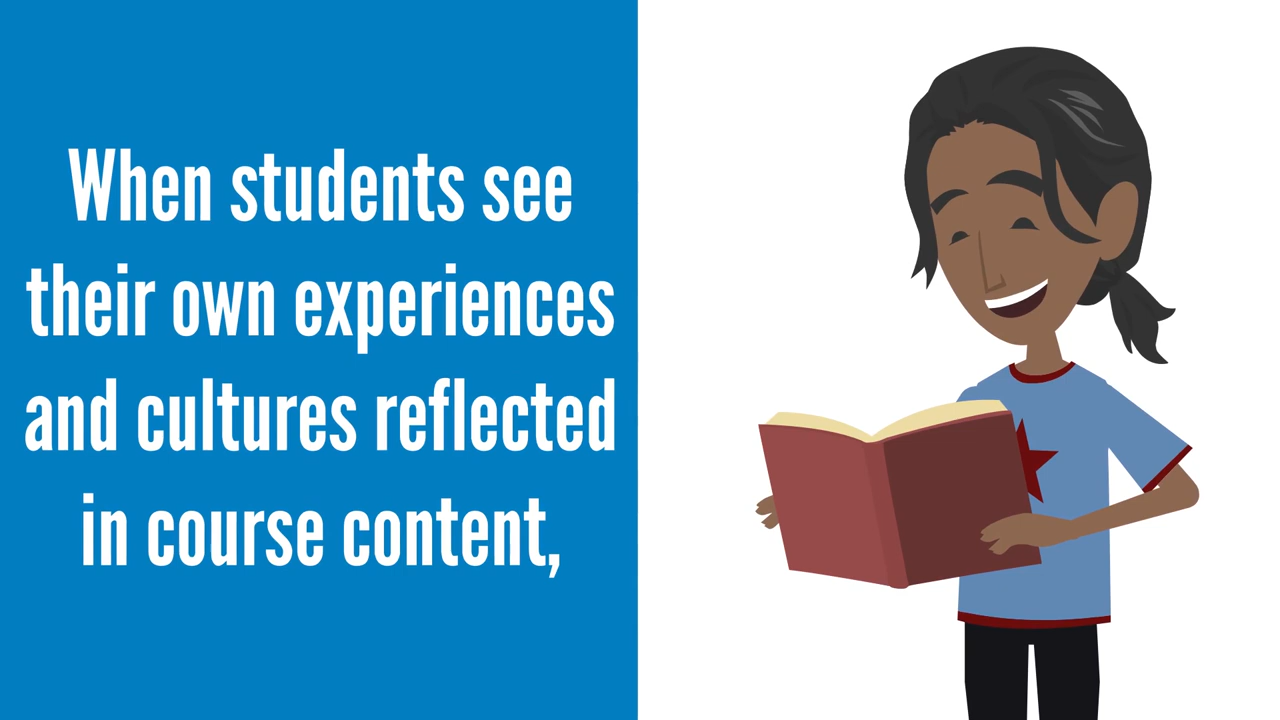 When students see
their own experiences
and cultures reflected
in course content,